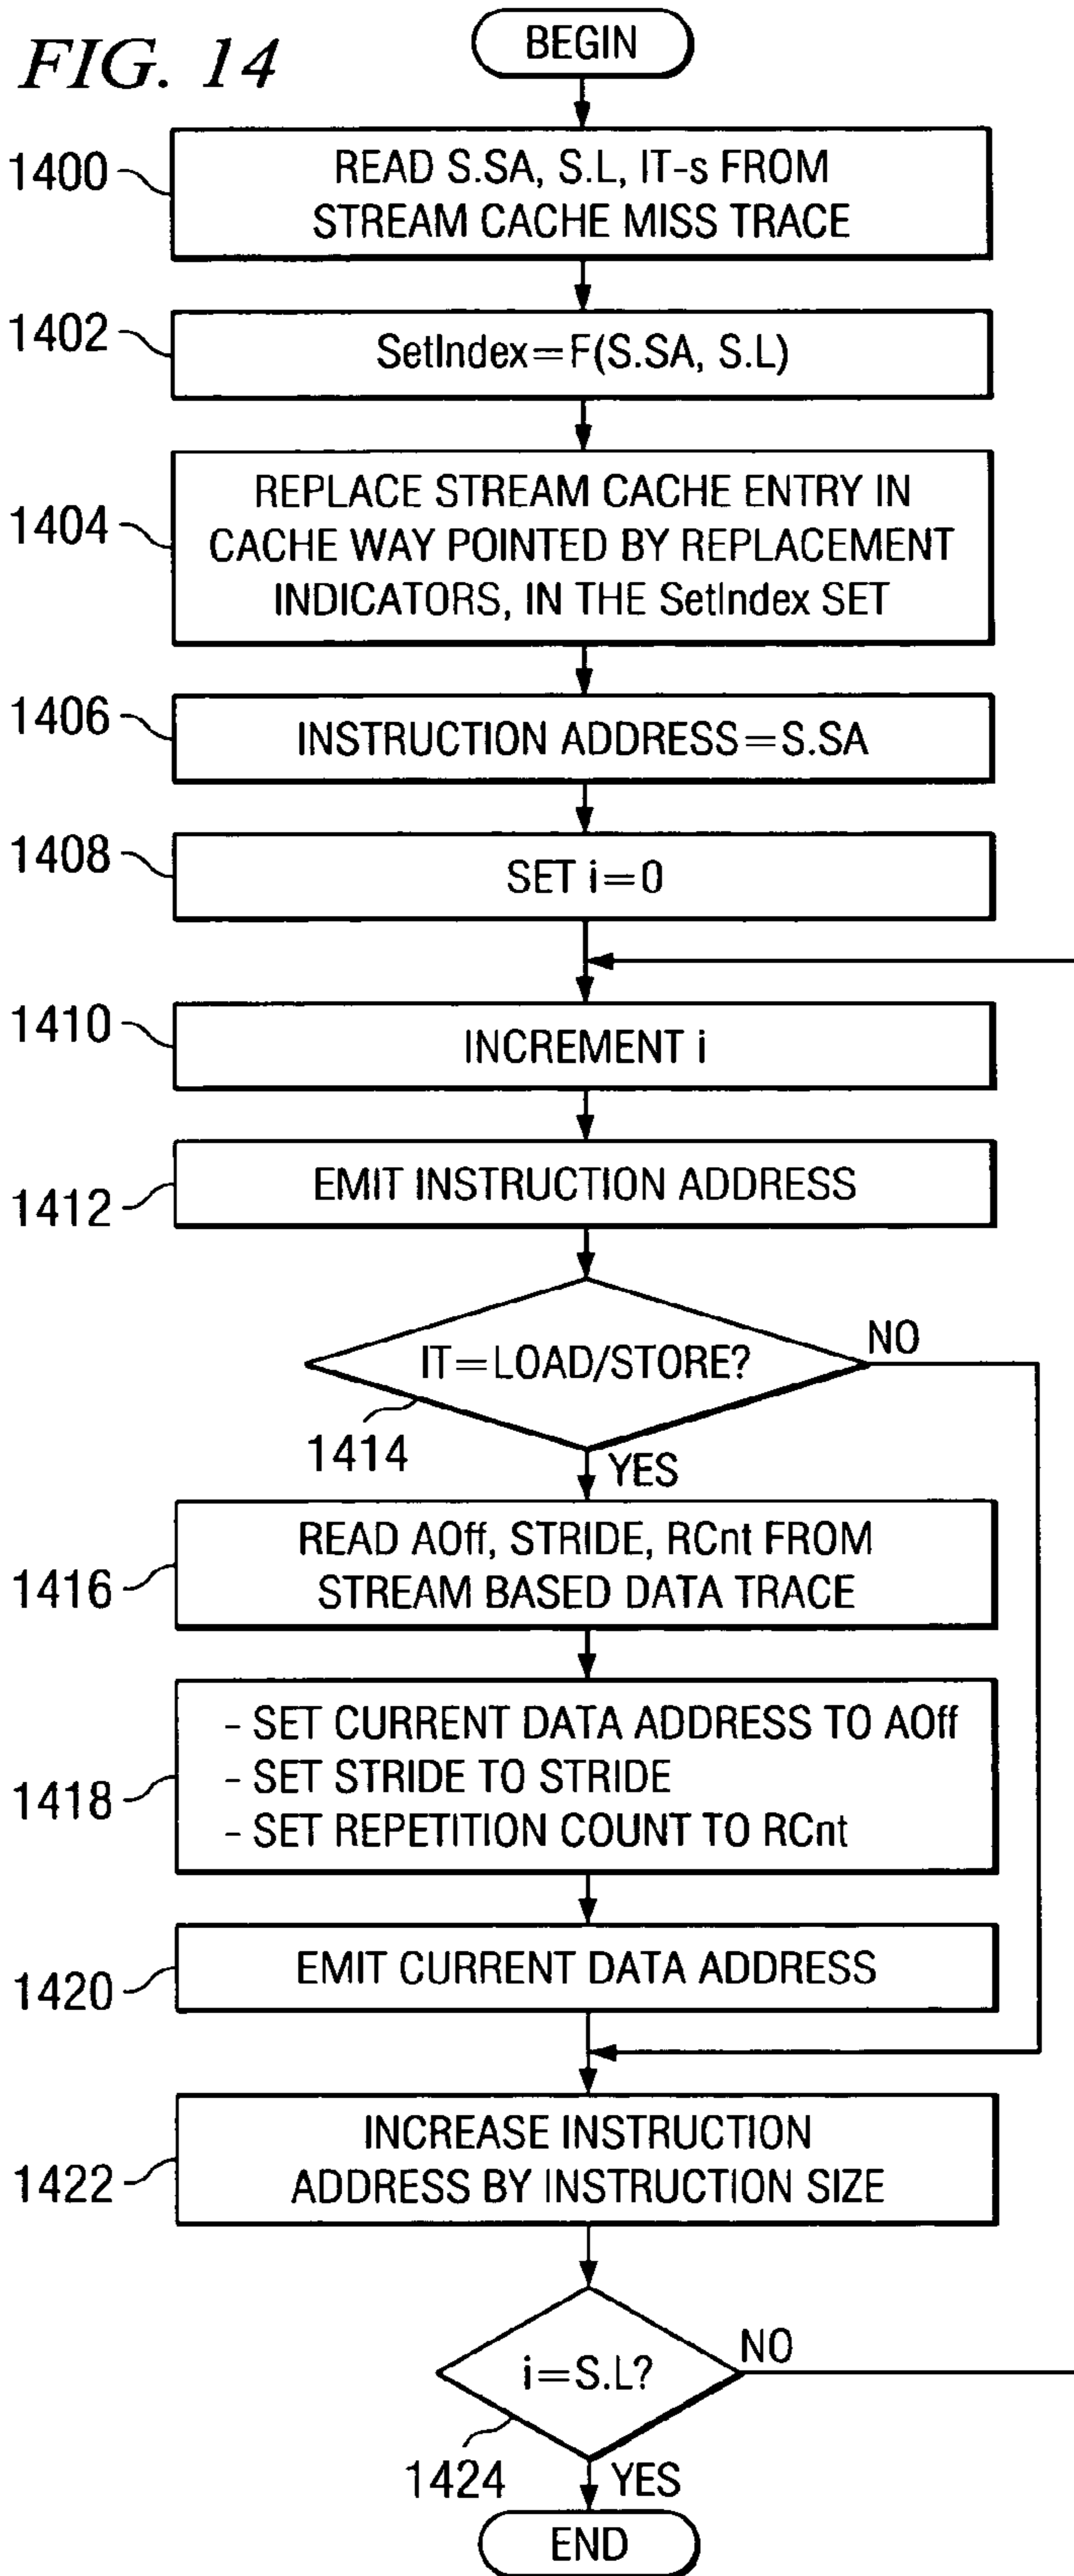 FIG. 14
BEGIN
1400
READ S.SA, S.L, IT-s FROM
STREAM CACHE MISS TRACE
1402
SetIndex=F(S.SA, S.L)
1404
REPLACE STREAM CACHE ENTRY IN
CACHE WAY POINTED BY REPLACEMENT
INDICATORS, IN THE SetIndex SET
1406
INSTRUCTION ADDRESS=S.SA
1408
SET i=0
1410
INCREMENT i
1412
EMIT INSTRUCTION ADDRESS
IT=LOAD/STORE?
NO
1414
YES
1416
READ AOff, STRIDE, RCnt FROM
STREAM BASED DATA TRACE
1418
- SET CURRENT DATA ADDRESS TO AOff
- SET STRIDE TO STRIDE
- SET REPETITION COUNT TO RCnt
1420
EMIT CURRENT DATA ADDRESS
1422
INCREASE INSTRUCTION
ADDRESS BY INSTRUCTION SIZE
i=S.L?
NO
1424
YES
END